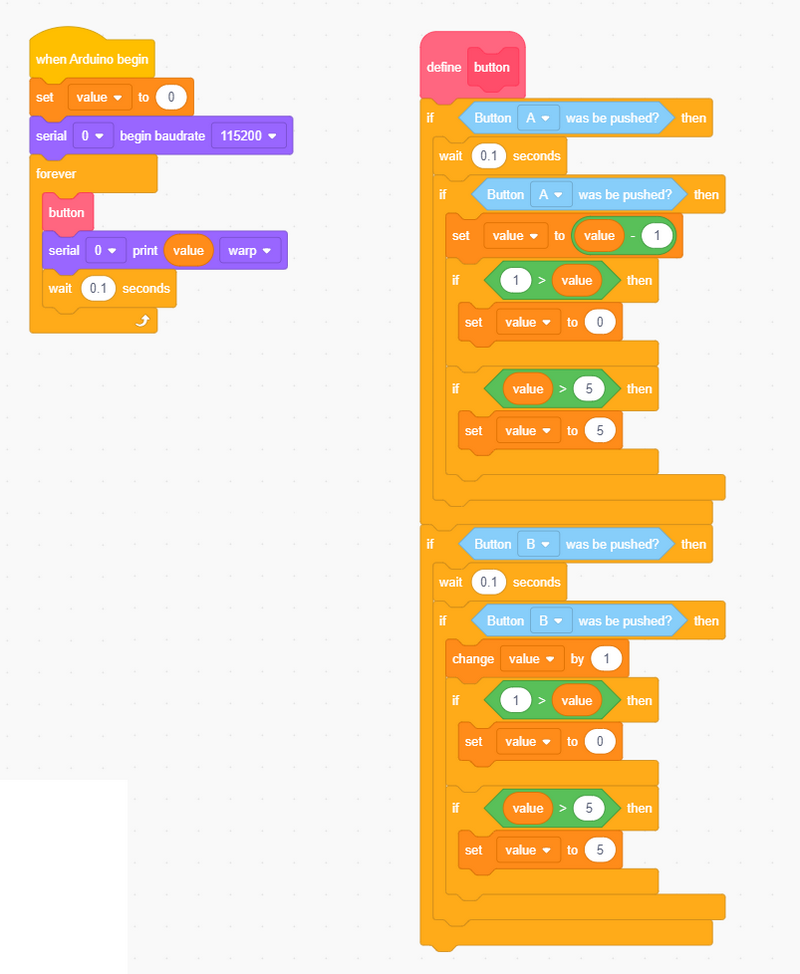 when Arduino begin
set value to 0
serial 0 begin baudrate 115200
forever
button
serial 0 print value warp
wait 0.1 seconds
define button
if Button A was be pushed? then
wait 0.1 seconds
if Button A was be pushed? then
set value to value - 1
if 1 > value then
set value to 0
if value > 5 then
set value to 5
if Button B was be pushed? then
wait 0.1 seconds
if Button B was be pushed? then
change value by 1
if 1 > value then
set value to 0
if value > 5 then
set value to 5